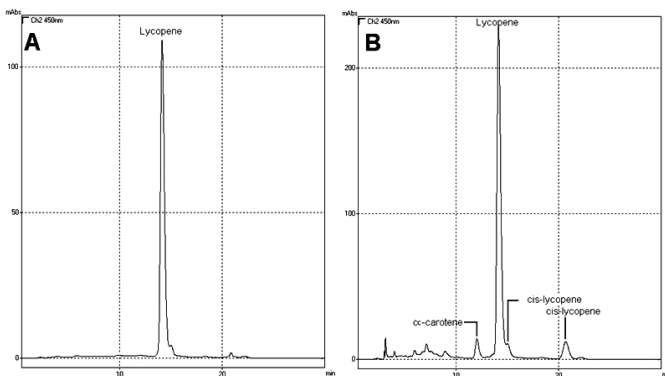 mAbs
Ch2 450nm
A
Lycopene
100
50
0
10
20
min
mAbs
Ch2 450nm
B
Lycopene
200
100
0
α-carotene
cis-lycopene
cis-lycopene
10
20